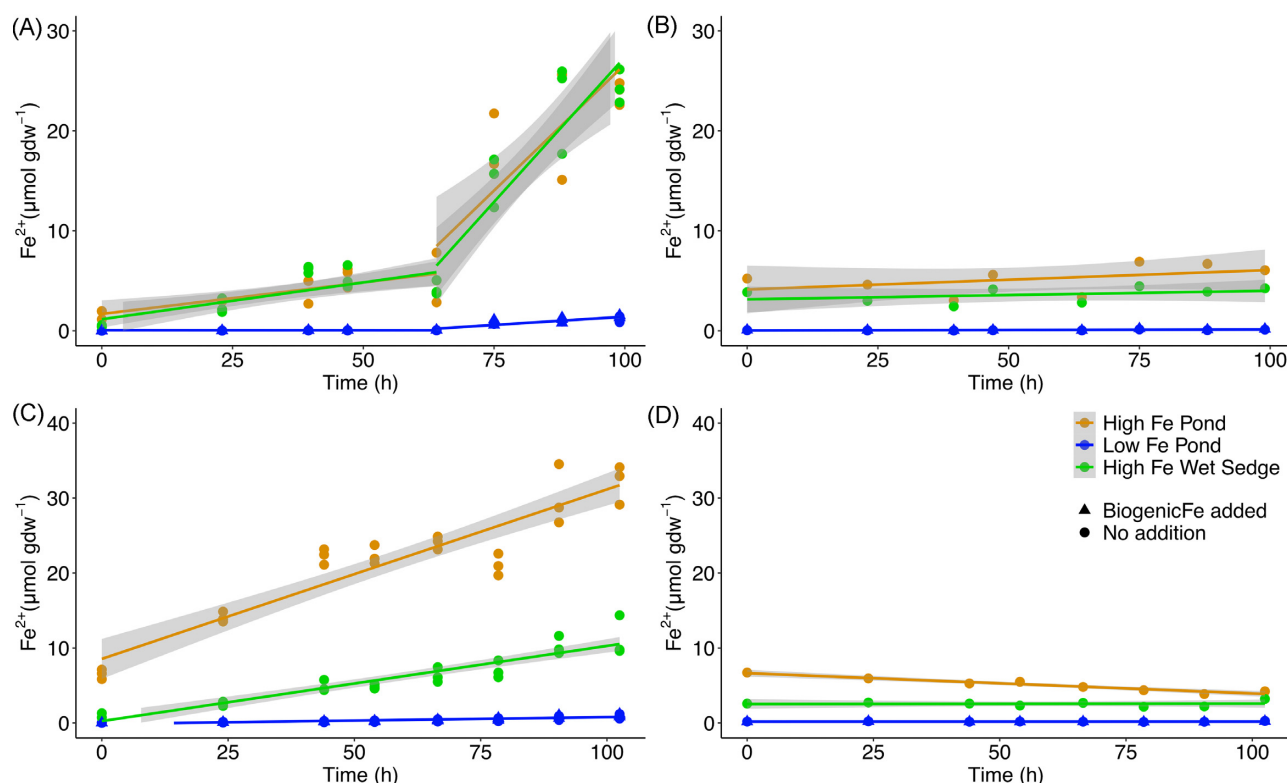 (A)
30
20
10
0
Fe2+(µmol gdw−1)
0 25 50 75 100
Time (h)
(B)
30
20
10
0
Fe2+(µmol gdw−1)
0 25 50 75 100
Time (h)
(C)
40
30
20
10
0
Fe2+(µmol gdw−1)
0 25 50 75 100
Time (h)
(D)
40
30
20
10
0
Fe2+(µmol gdw−1)
0 25 50 75 100
Time (h)
High Fe Pond
Low Fe Pond
High Fe Wet Sedge
BiogenicFe added
No addition